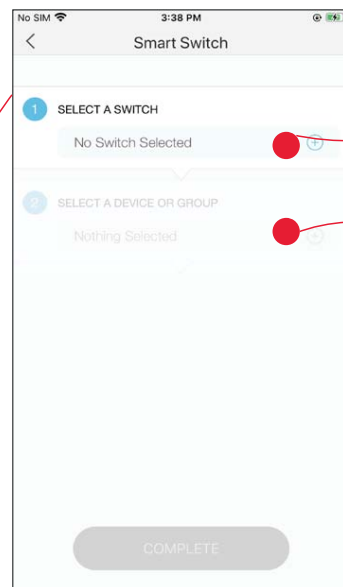 No SIM 3:38 PM
Smart Switch
1 SELECT A SWITCH
No Switch Selected
2 SELECT A DEVICE OR GROUP
Nothing Selected
COMPLETE